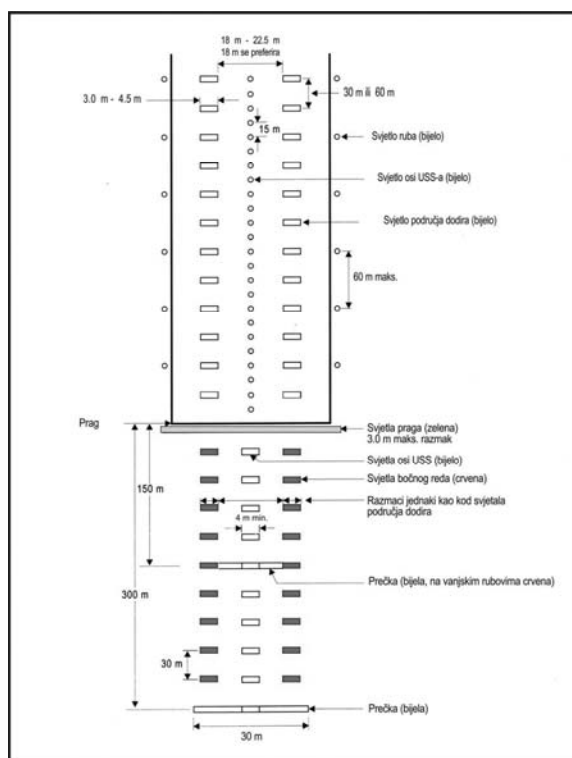 18 m - 22.5 m
18 m se preferira
3.0 m - 4.5 m
30 m ili 60 m
15 m
Svjetlo ruba (bijelo)
Svjetlo osi USS-a (bijelo)
Svjetlo područja dodira (bijelo)
60 m maks.
Prag
Svjetla praga (zelena)
3.0 m maks. razmak
Svjetla osi USS (bijelo)
Svjetla bočnog reda (crvena)
150 m
Razmaci jednaki kao kod svjetala
područja dodira
4 m min.
Prečka (bijela, na vanjskim rubovima crvena)
300 m
30 m
Prečka (bijela)
30 m